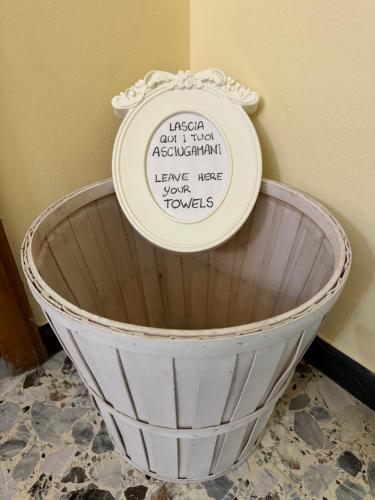 LASCIA
QUI I TUOI
ASCIUGAMANI
LEAVE HERE
YOUR
TOWELS